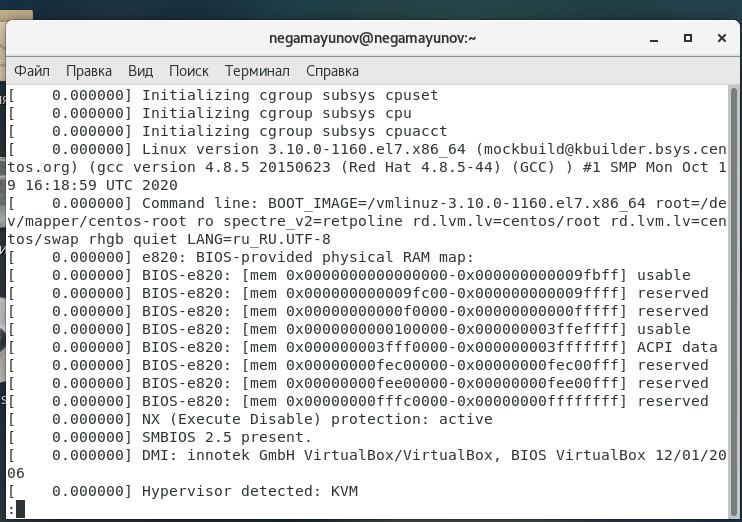 negamayunov@negamayunov:~
Файл Правка Вид Поиск Терминал Справка
[    0.000000] Initializing cgroup subsys cpuset
[    0.000000] Initializing cgroup subsys cpu
[    0.000000] Initializing cgroup subsys cpuacct
[    0.000000] Linux version 3.10.0-1160.el7.x86_64 (mockbuild@kbuilder.bsys.cen
tos.org) (gcc version 4.8.5 20150623 (Red Hat 4.8.5-44) (GCC) ) #1 SMP Mon Oct 1
9 16:18:59 UTC 2020
[    0.000000] Command line: BOOT_IMAGE=/vmlinuz-3.10.0-1160.el7.x86_64 root=/de
v/mapper/centos-root ro spectre_v2=retpoline rd.lvm.lv=centos/root rd.lvm.lv=cen
tos/swap rhgb quiet LANG=ru_RU.UTF-8
[    0.000000] e820: BIOS-provided physical RAM map:
[    0.000000] BIOS-e820: [mem 0x0000000000000000-0x000000000009fbff] usable
[    0.000000] BIOS-e820: [mem 0x000000000009fc00-0x000000000009ffff] reserved
[    0.000000] BIOS-e820: [mem 0x00000000000f0000-0x00000000000fffff] reserved
[    0.000000] BIOS-e820: [mem 0x0000000000100000-0x000000003ffeffff] usable
[    0.000000] BIOS-e820: [mem 0x000000003fff0000-0x000000003fffffff] ACPI data
[    0.000000] BIOS-e820: [mem 0x00000000fec00000-0x00000000fec00fff] reserved
[    0.000000] BIOS-e820: [mem 0x00000000fee00000-0x00000000fee00fff] reserved
[    0.000000] BIOS-e820: [mem 0x00000000fffc0000-0x00000000ffffffff] reserved
[    0.000000] NX (Execute Disable) protection: active
[    0.000000] SMBIOS 2.5 present.
[    0.000000] DMI: innotek GmbH VirtualBox/VirtualBox, BIOS VirtualBox 12/01/20
06
[    0.000000] Hypervisor detected: KVM
: